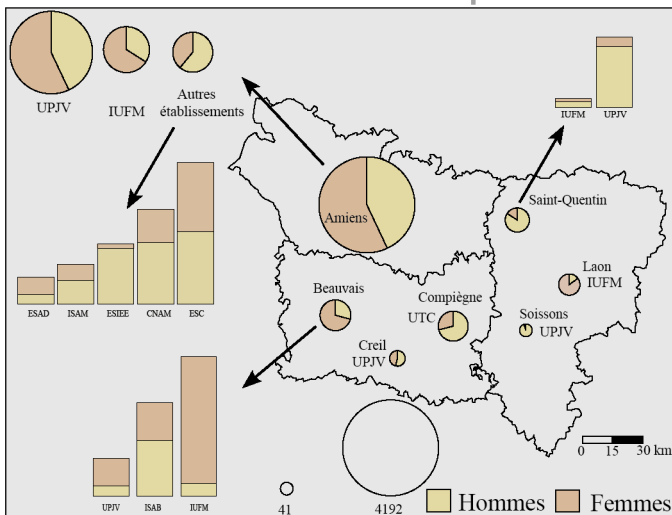 UPJV
IUFM
Autres
établissements
IUFM
UPJV
Amiens
Saint-Quentin
Laon
IUFM
Soissons
UPJV
Beauvais
Compiègne
UTC
Creil
UPJV
ESAD
ISAM
ESIEE
CNAM
ESC
UPJV
ISAB
IUFM
41
4192
0 15 30 km
Hommes
Femmes